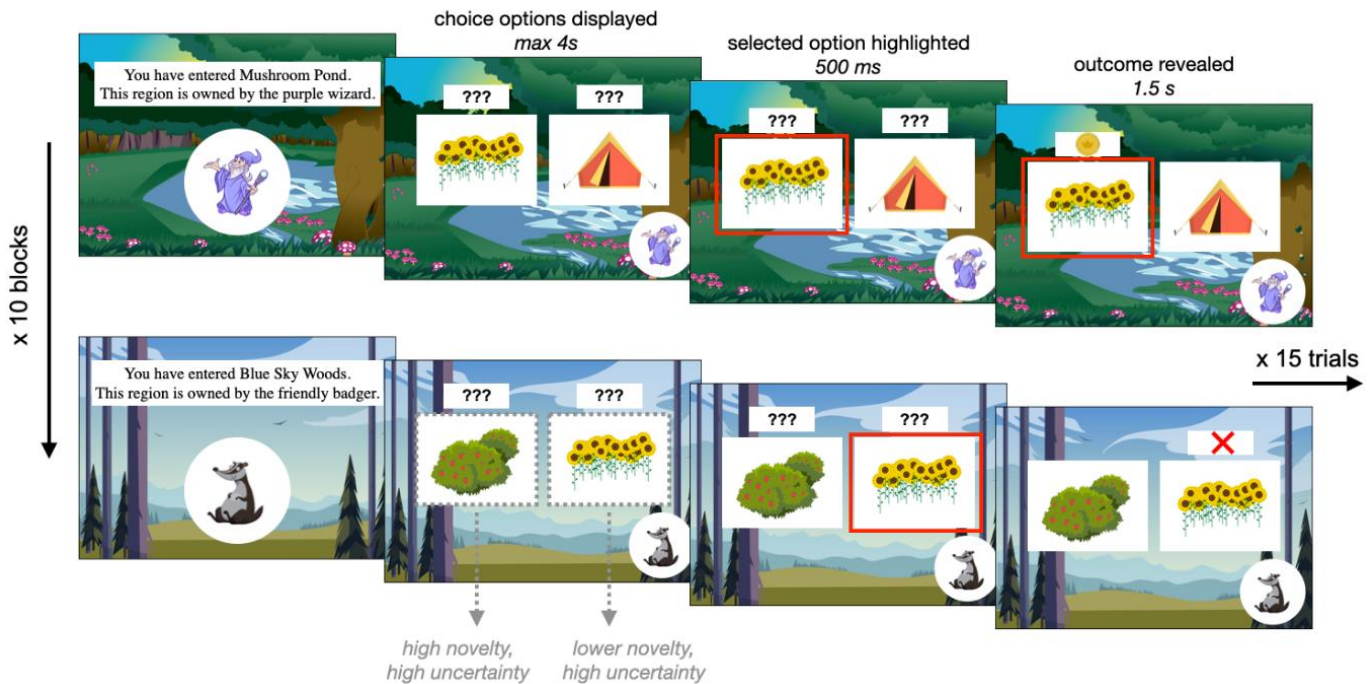 choice options displayed
max 4s
selected option highlighted
500 ms
outcome revealed
1.5 s
You have entered Mushroom Pond.
This region is owned by the purple wizard.
???
???
???
???
x 10 blocks
You have entered Blue Sky Woods.
This region is owned by the friendly badger.
???
???
???
???
x 15 trials
high novelty,
high uncertainty
lower novelty,
high uncertainty